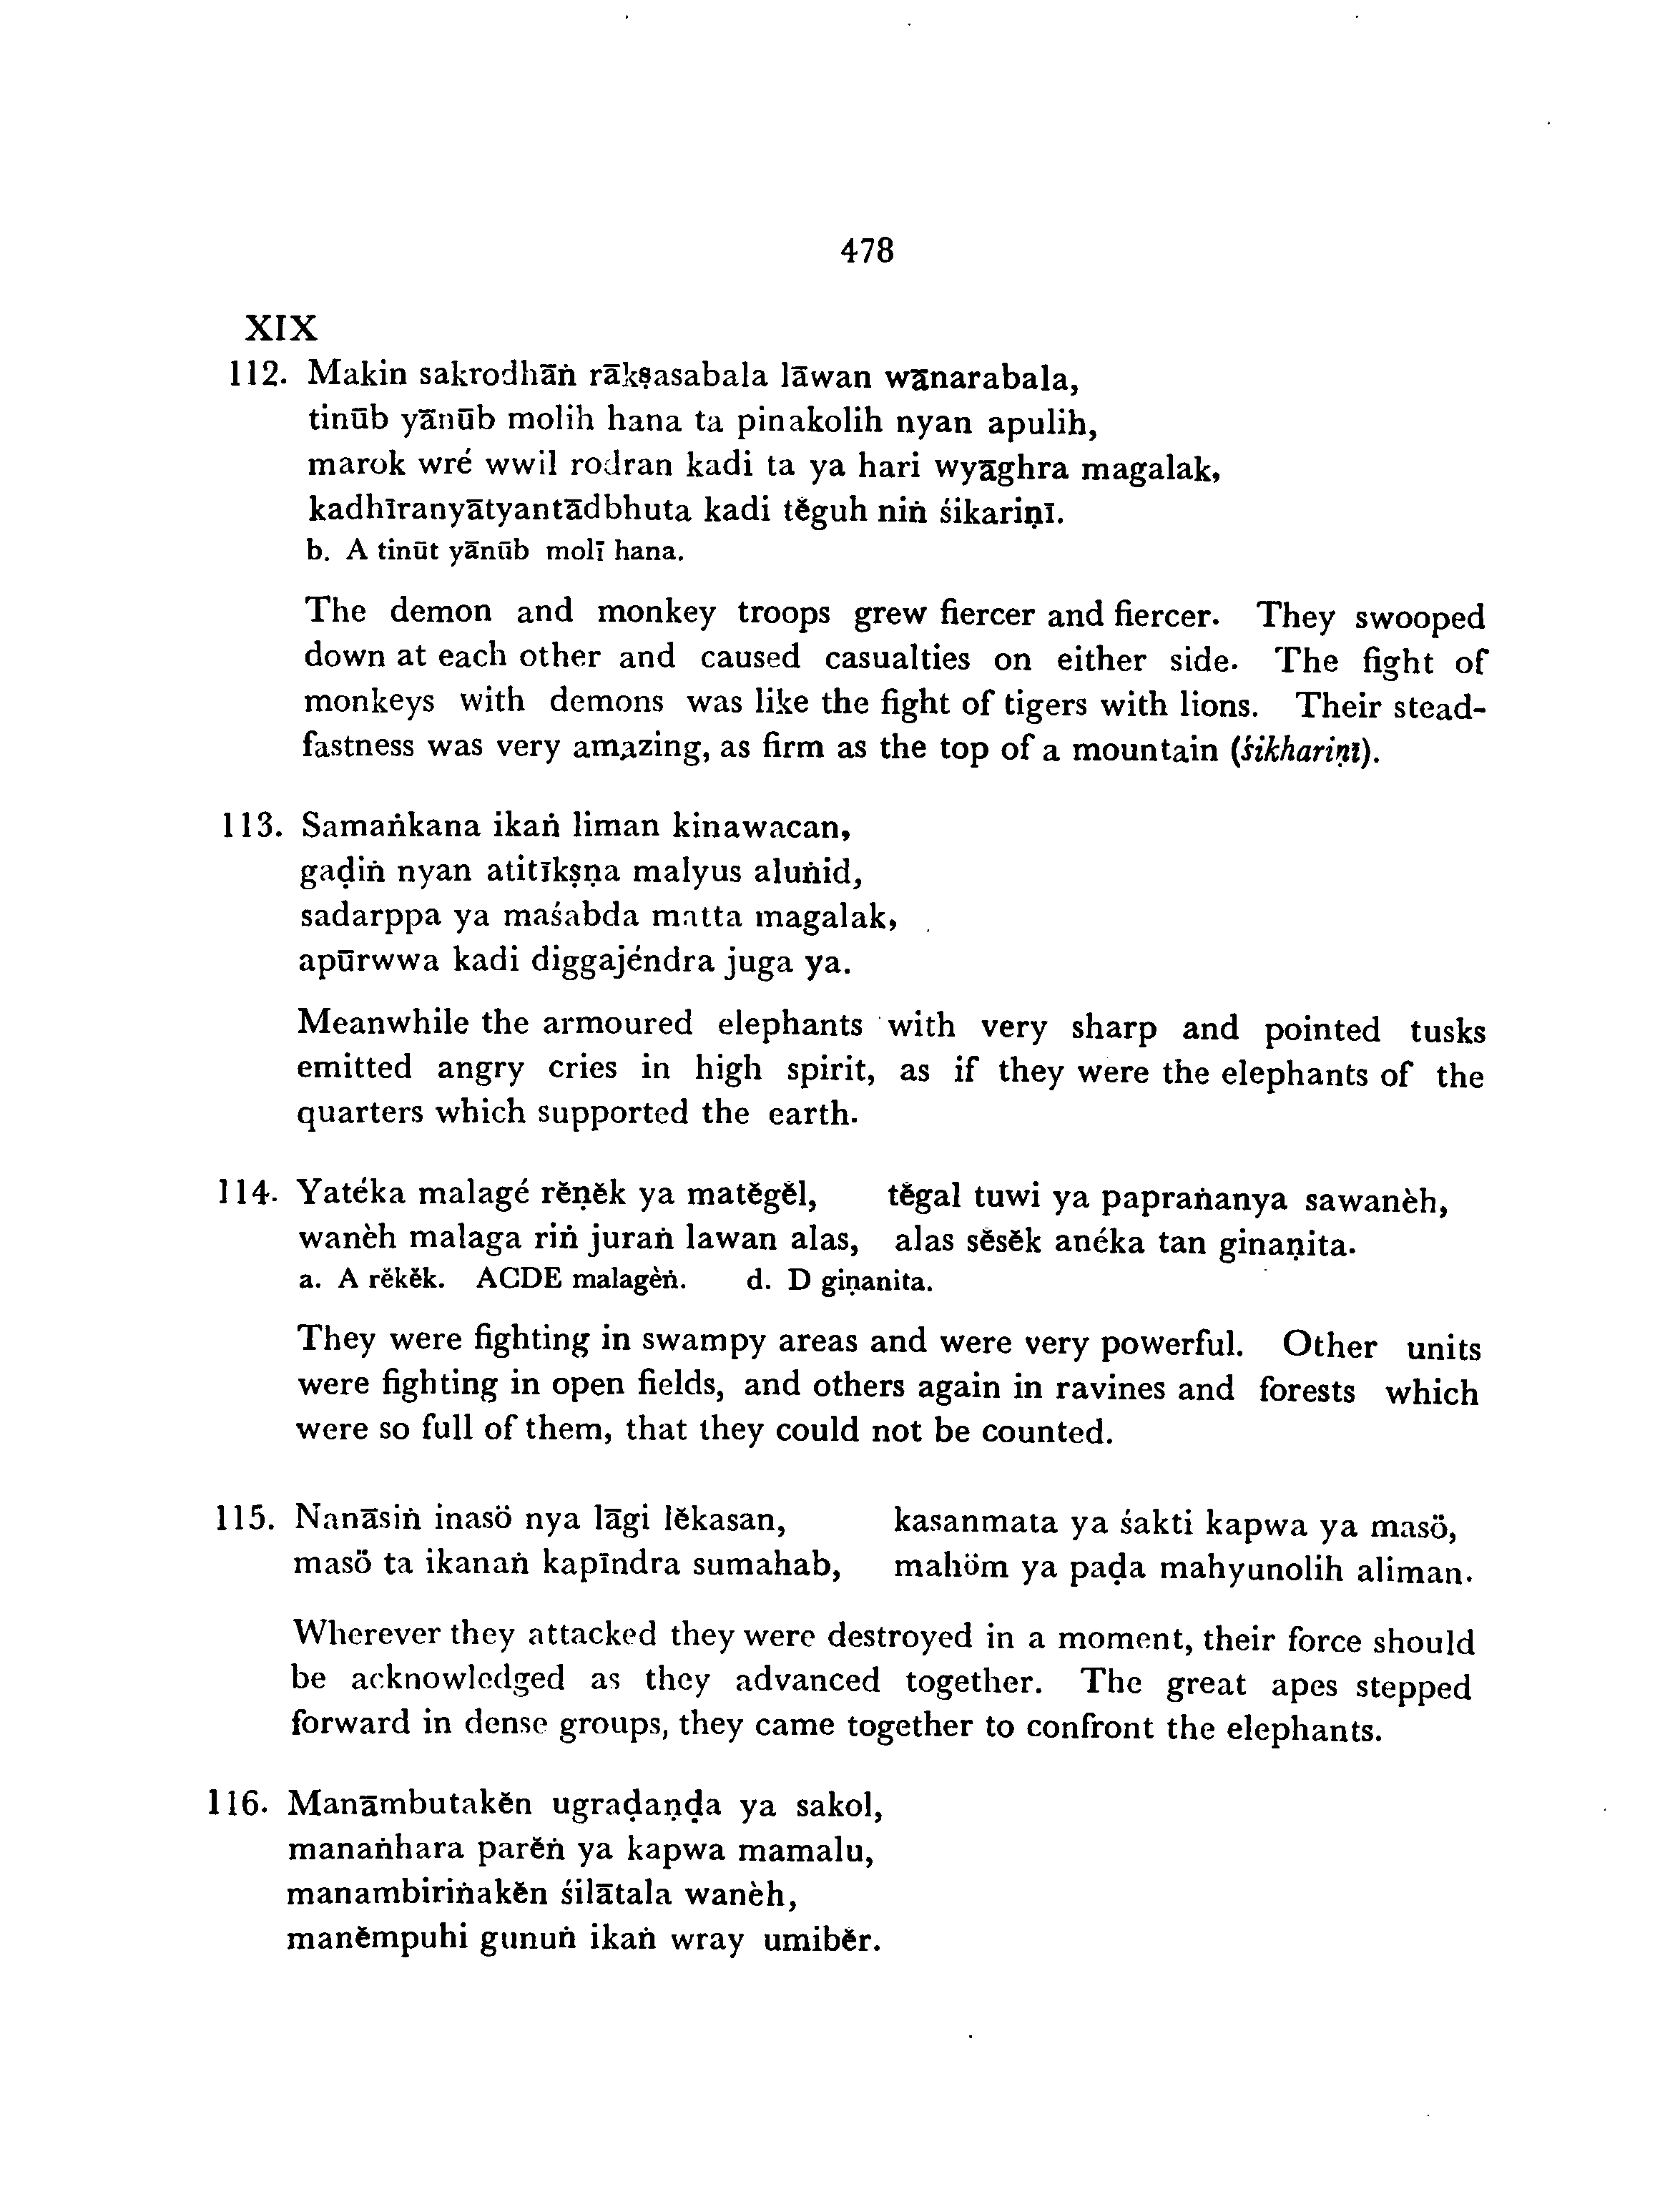 478
XIX
112. Makin sakrodhāṅ rākṣasabala lāwan wānarabala,
tinūb yānūb molih hana ta pinakolih nyan apulih,
marok wré wwil rodran kadi ta ya hari wyāghra magalak,
kadhīranyātyantādbhuta kadi tĕguh niṅ śikariṇī.
b. A tinūt yānūb molī hana.
The demon and monkey troops grew fiercer and fiercer. They swooped
down at each other and caused casualties on either side. The fight of
monkeys with demons was like the fight of tigers with lions. Their stead-
fastness was very amazing, as firm as the top of a mountain (śikhariṇī).
113. Samaṅkana ikaṅ liman kinawacan,
gaḍiṅ nyan atitīkṣṇa malyus aluṅid,
sadarppa ya maśabda matta magalak,
apūrwwa kadi diggajéndra juga ya.
Meanwhile the armoured elephants with very sharp and pointed tusks
emitted angry cries in high spirit, as if they were the elephants of the
quarters which supported the earth.
114. Yatéka malagé rĕṇĕk ya matĕgĕl, tĕgal tuwi ya papraṅanya sawanèh,
wanèh malaga riṅ juraṅ lawan alas, alas sĕsĕk anéka tan ginaṇita.
a. A rĕkĕk. ACDE malagèṅ. d. D giṇanita.
They were fighting in swampy areas and were very powerful. Other units
were fighting in open fields, and others again in ravines and forests which
were so full of them, that they could not be counted.
115. Nanāsiṅ inasö nya lāgi lĕkasan, kasanmata ya śakti kapwa ya masö,
masö ta ikanaṅ kapīndra sumahab, mahöm ya paḍa mahyunolih aliman.
Wherever they attacked they were destroyed in a moment, their force should
be acknowledged as they advanced together. The great apes stepped
forward in dense groups, they came together to confront the elephants.
116. Manāmbutakĕn ugraḍaṇḍa ya sakol,
manaṅhara parĕṅ ya kapwa mamalu,
manambiriṅakĕn śilātala wanèh,
manĕmpuhi gunuṅ ikaṅ wray umibĕr.